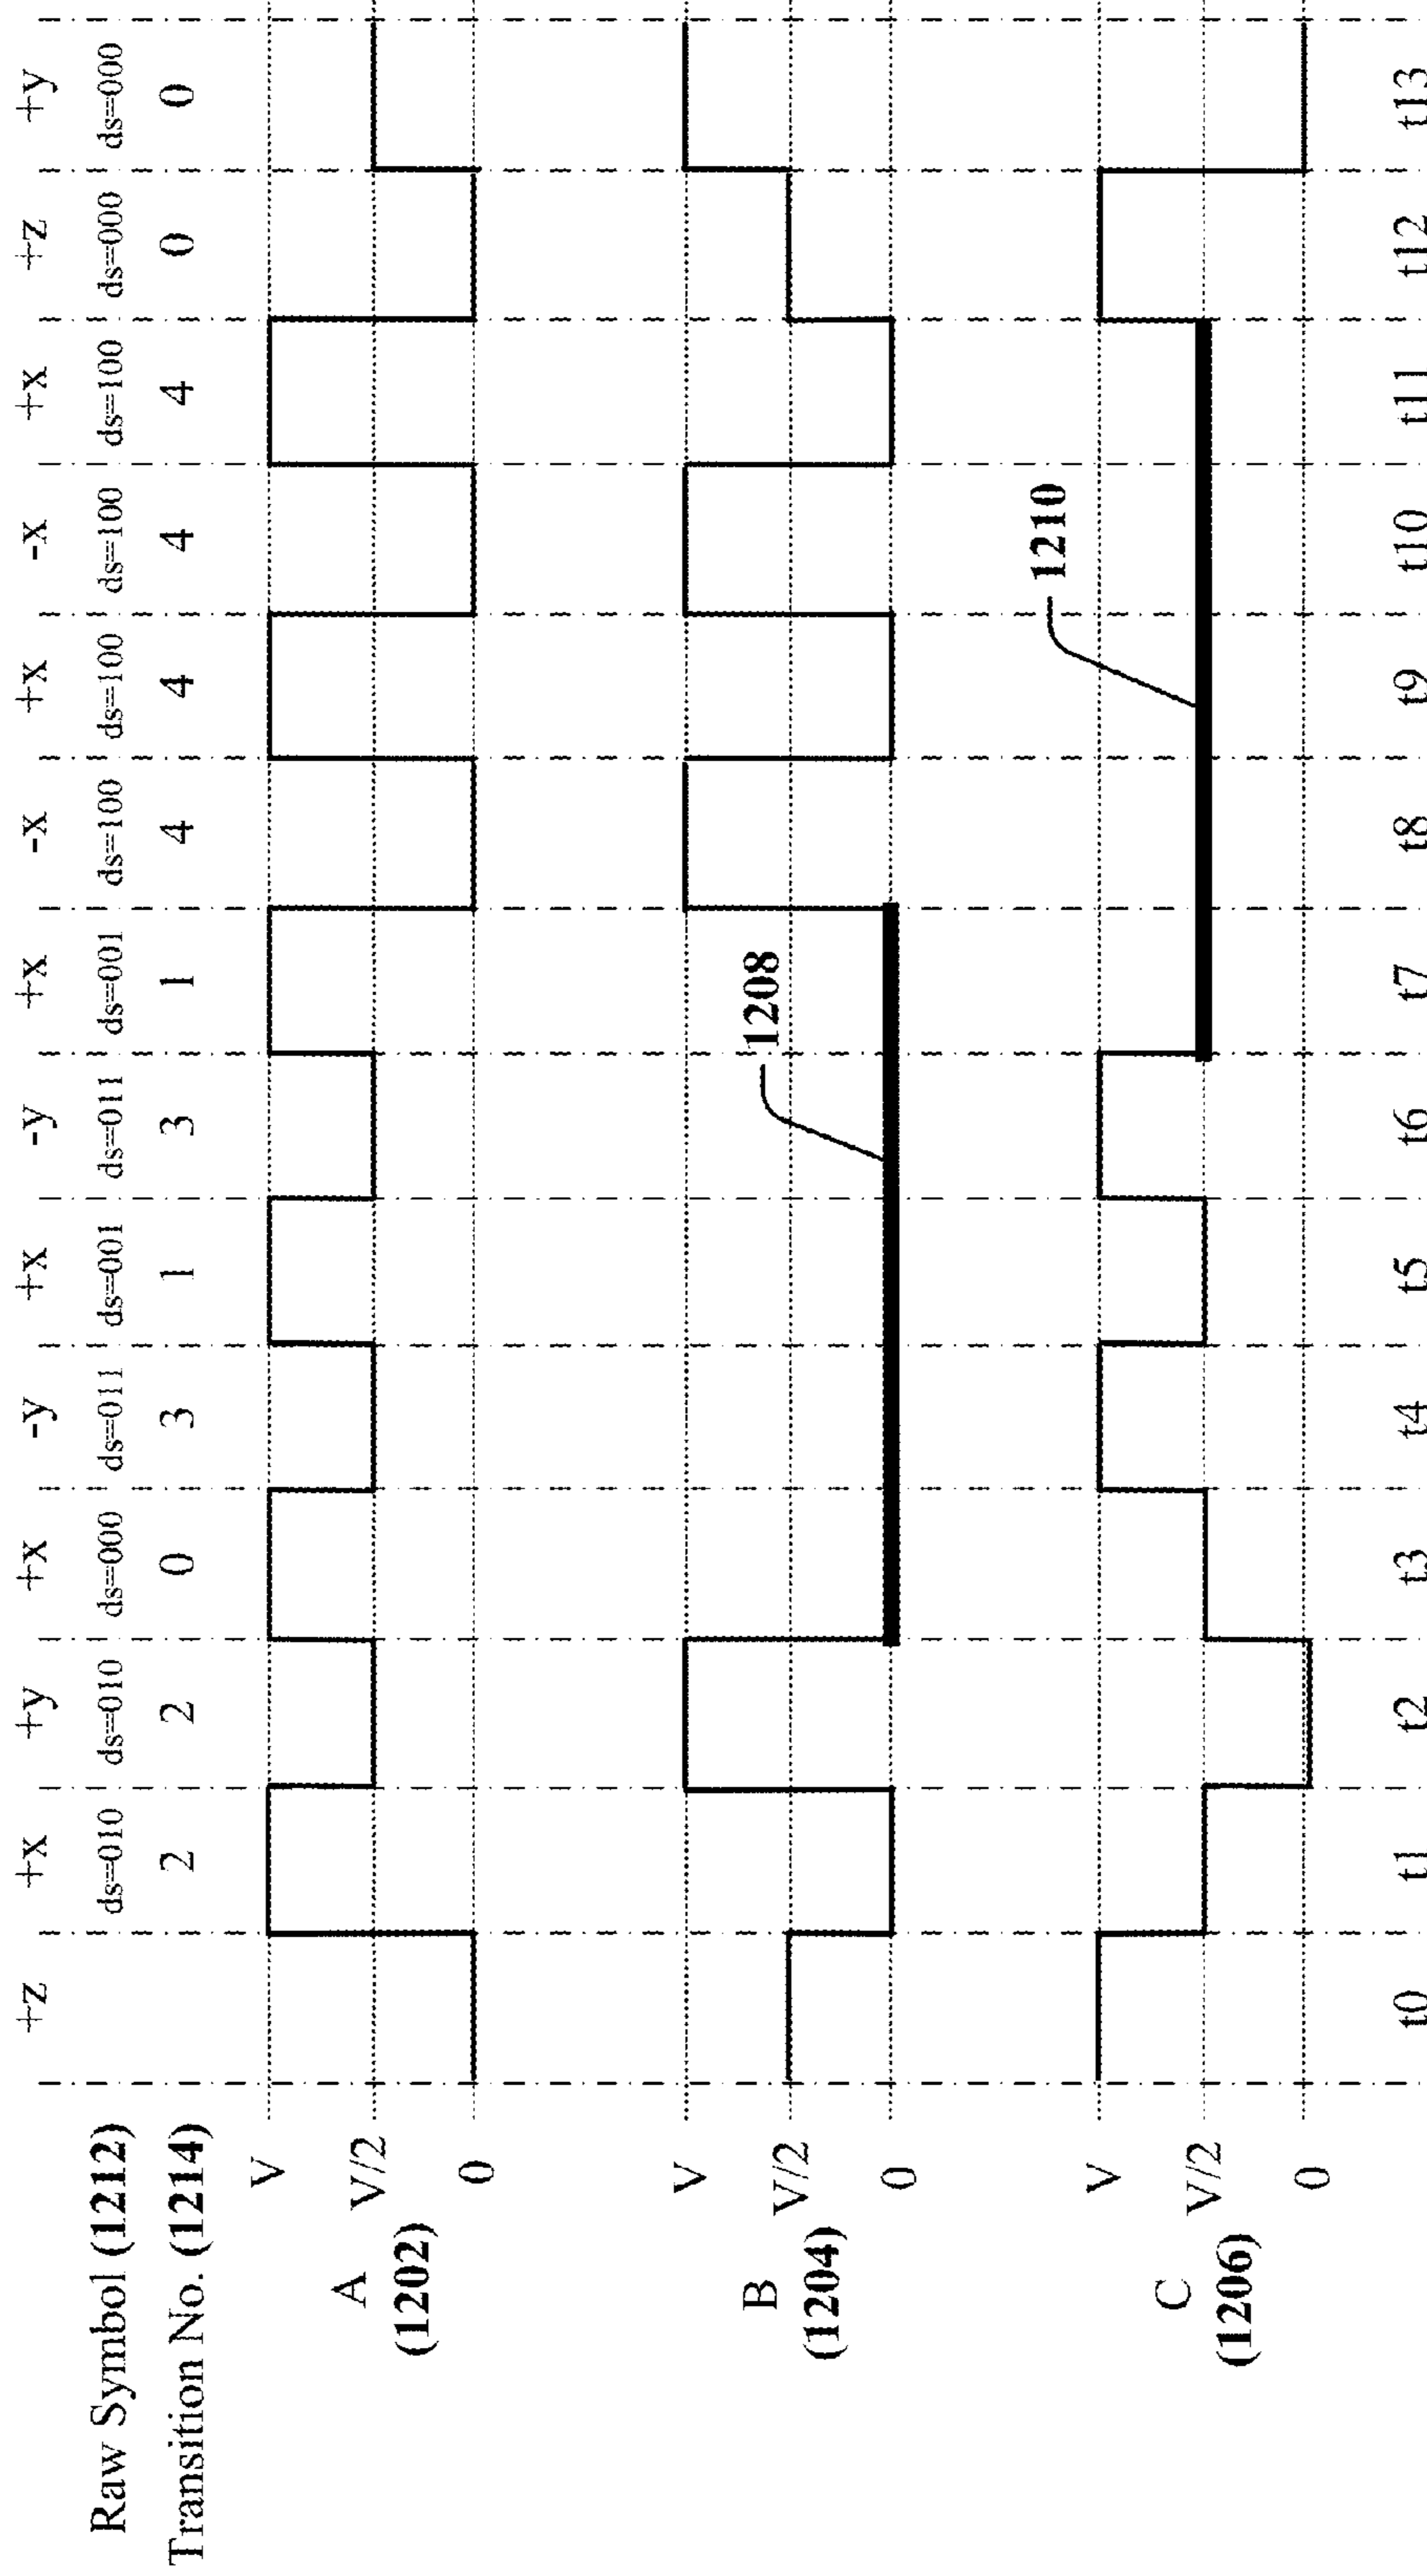 +z +x +y +x -y +x -y +x -x +x -x +x +z +y
Raw Symbol (1212) ds=010 ds=010 ds=000 ds=011 ds=001 ds=011 ds=001 ds=100 ds=100 ds=100 ds=100 ds=000 ds=000
Transition No. (1214) 2 2 0 3 1 3 1 4 4 4 4 0 0
V
A V/2
(1202)
0
V
1208
B V/2
(1204)
0
1210
V
C V/2
(1206)
0
t0 t1 t2 t3 t4 t5 t6 t7 t8 t9 t10 t11 t12 t13